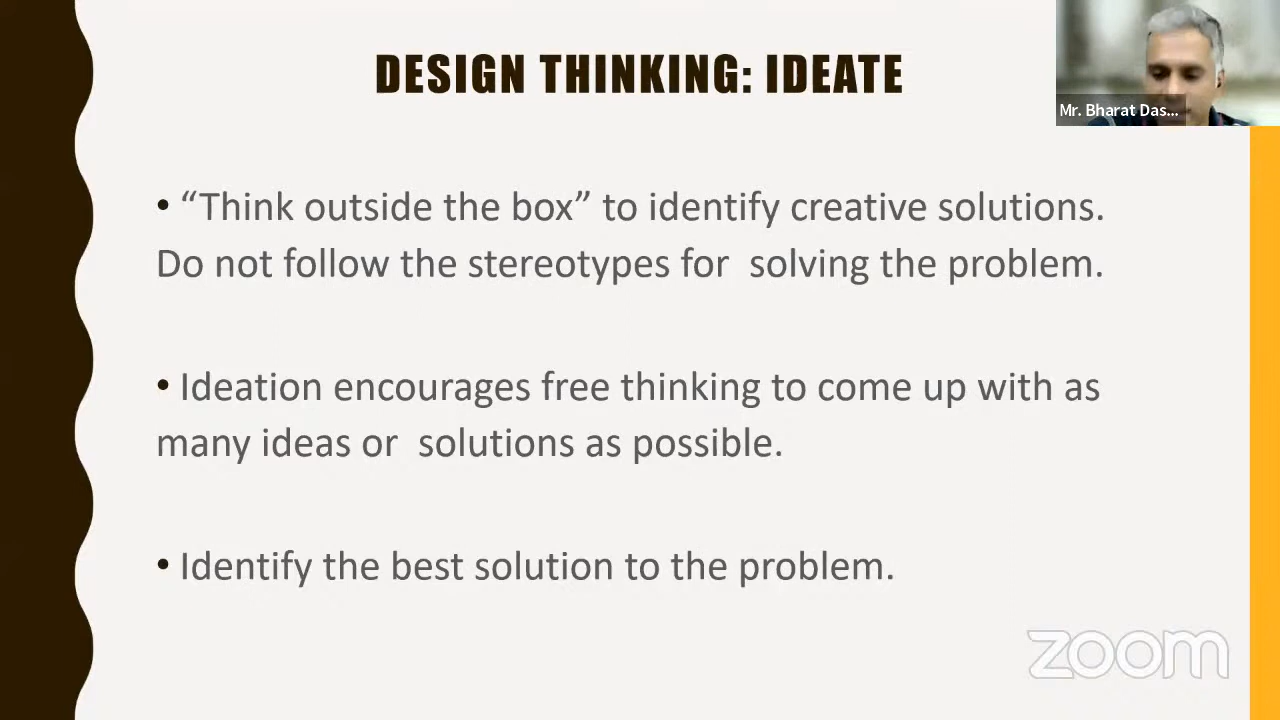 DESIGN THINKING: IDEATE
Mr. Bharat Das...
• “Think outside the box” to identify creative solutions.
Do not follow the stereotypes for  solving the problem.
• Ideation encourages free thinking to come up with as
many ideas or  solutions as possible.
• Identify the best solution to the problem.
zoom